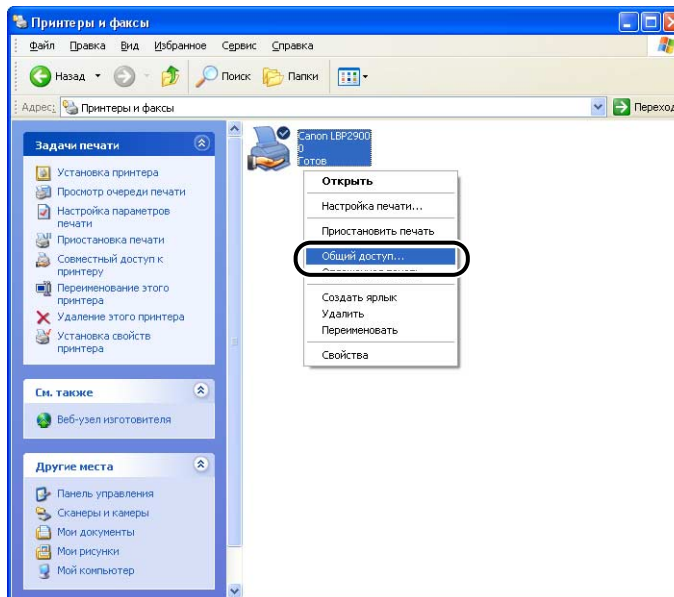 Принтеры и факсы
Файл Правка Вид Избранное Сервис Справка
Назад Поиск Папки
Адрес: Принтеры и факсы Переход
Задачи печати
Установка принтера
Просмотр очереди печати
Настройка параметров
печати
Приостановка печати
Совместный доступ к
принтеру
Переименование этого
принтера
Удаление этого принтера
Установка свойств
принтера
См. также
Веб-узел изготовителя
Другие места
Панель управления
Сканеры и камеры
Мои документы
Мои рисунки
Мой компьютер
Canon LBP2900
0
Готов
Открыть
Настройка печати...
Приостановить печать
Общий доступ...
Создать ярлык
Удалить
Переименовать
Свойства